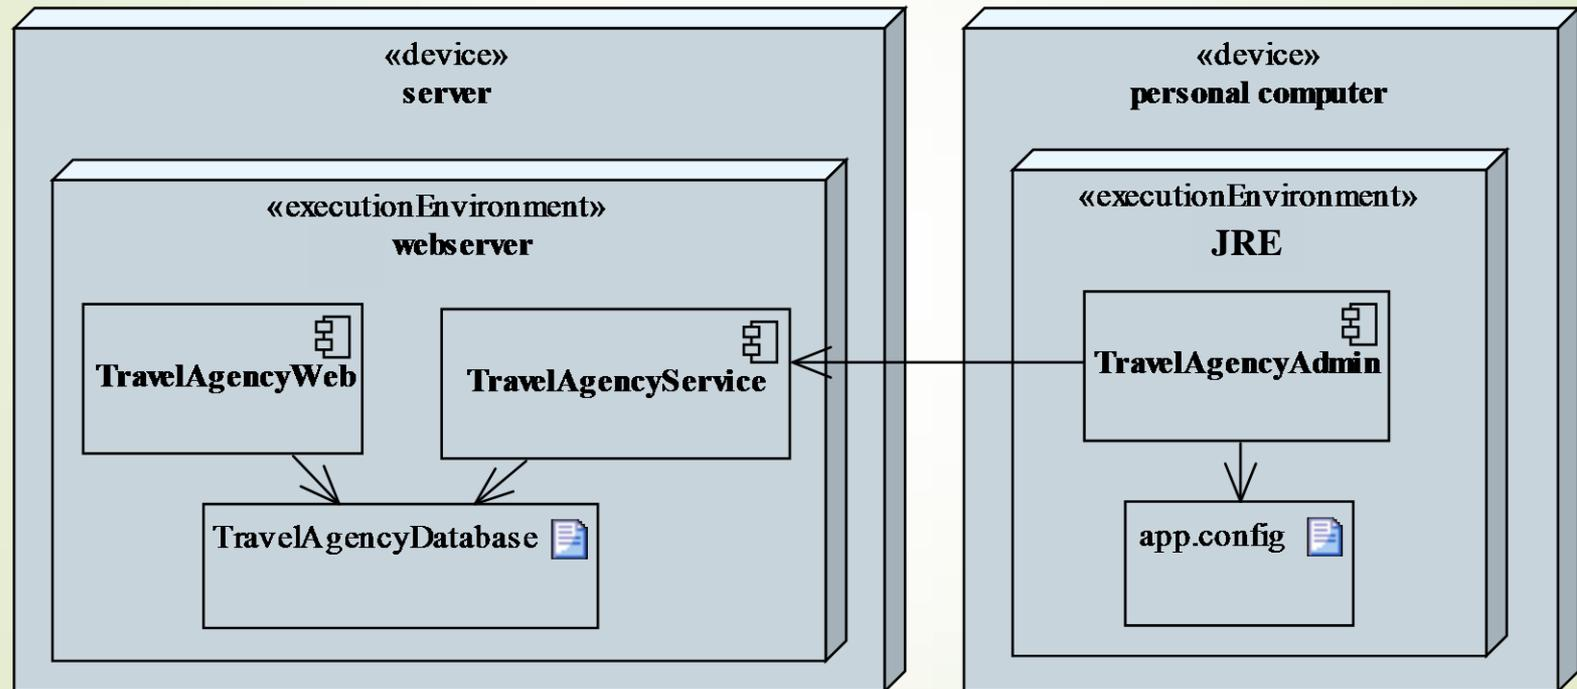 «device»
server
«executionEnvironment»
webserver
TravelAgencyWeb
TravelAgencyService
TravelAgencyDatabase
«device»
personal computer
«executionEnvironment»
JRE
TravelAgencyAdmin
app.config